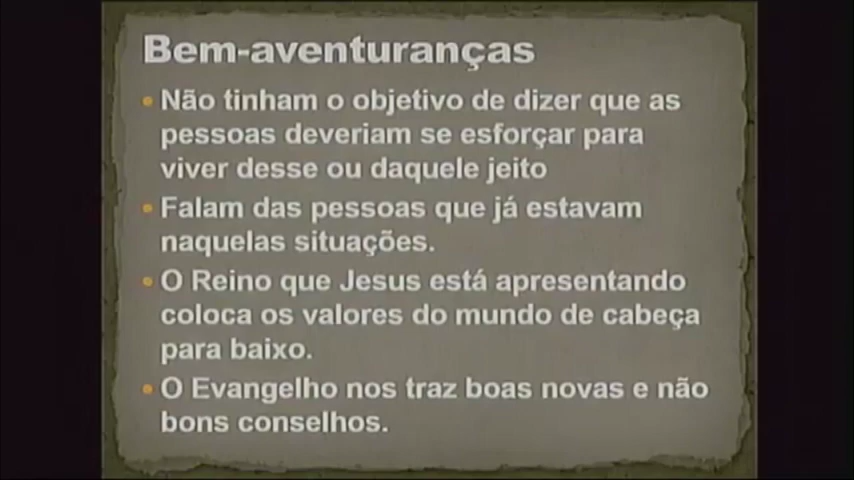 Bem-aventuranças
• Não tinham o objetivo de dizer que as
pessoas deveriam se esforçar para
viver desse ou daquele jeito
• Falam das pessoas que já estavam
naquelas situações.
• O Reino que Jesus está apresentando
coloca os valores do mundo de cabeça
para baixo.
• O Evangelho nos traz boas novas e não
bons conselhos.